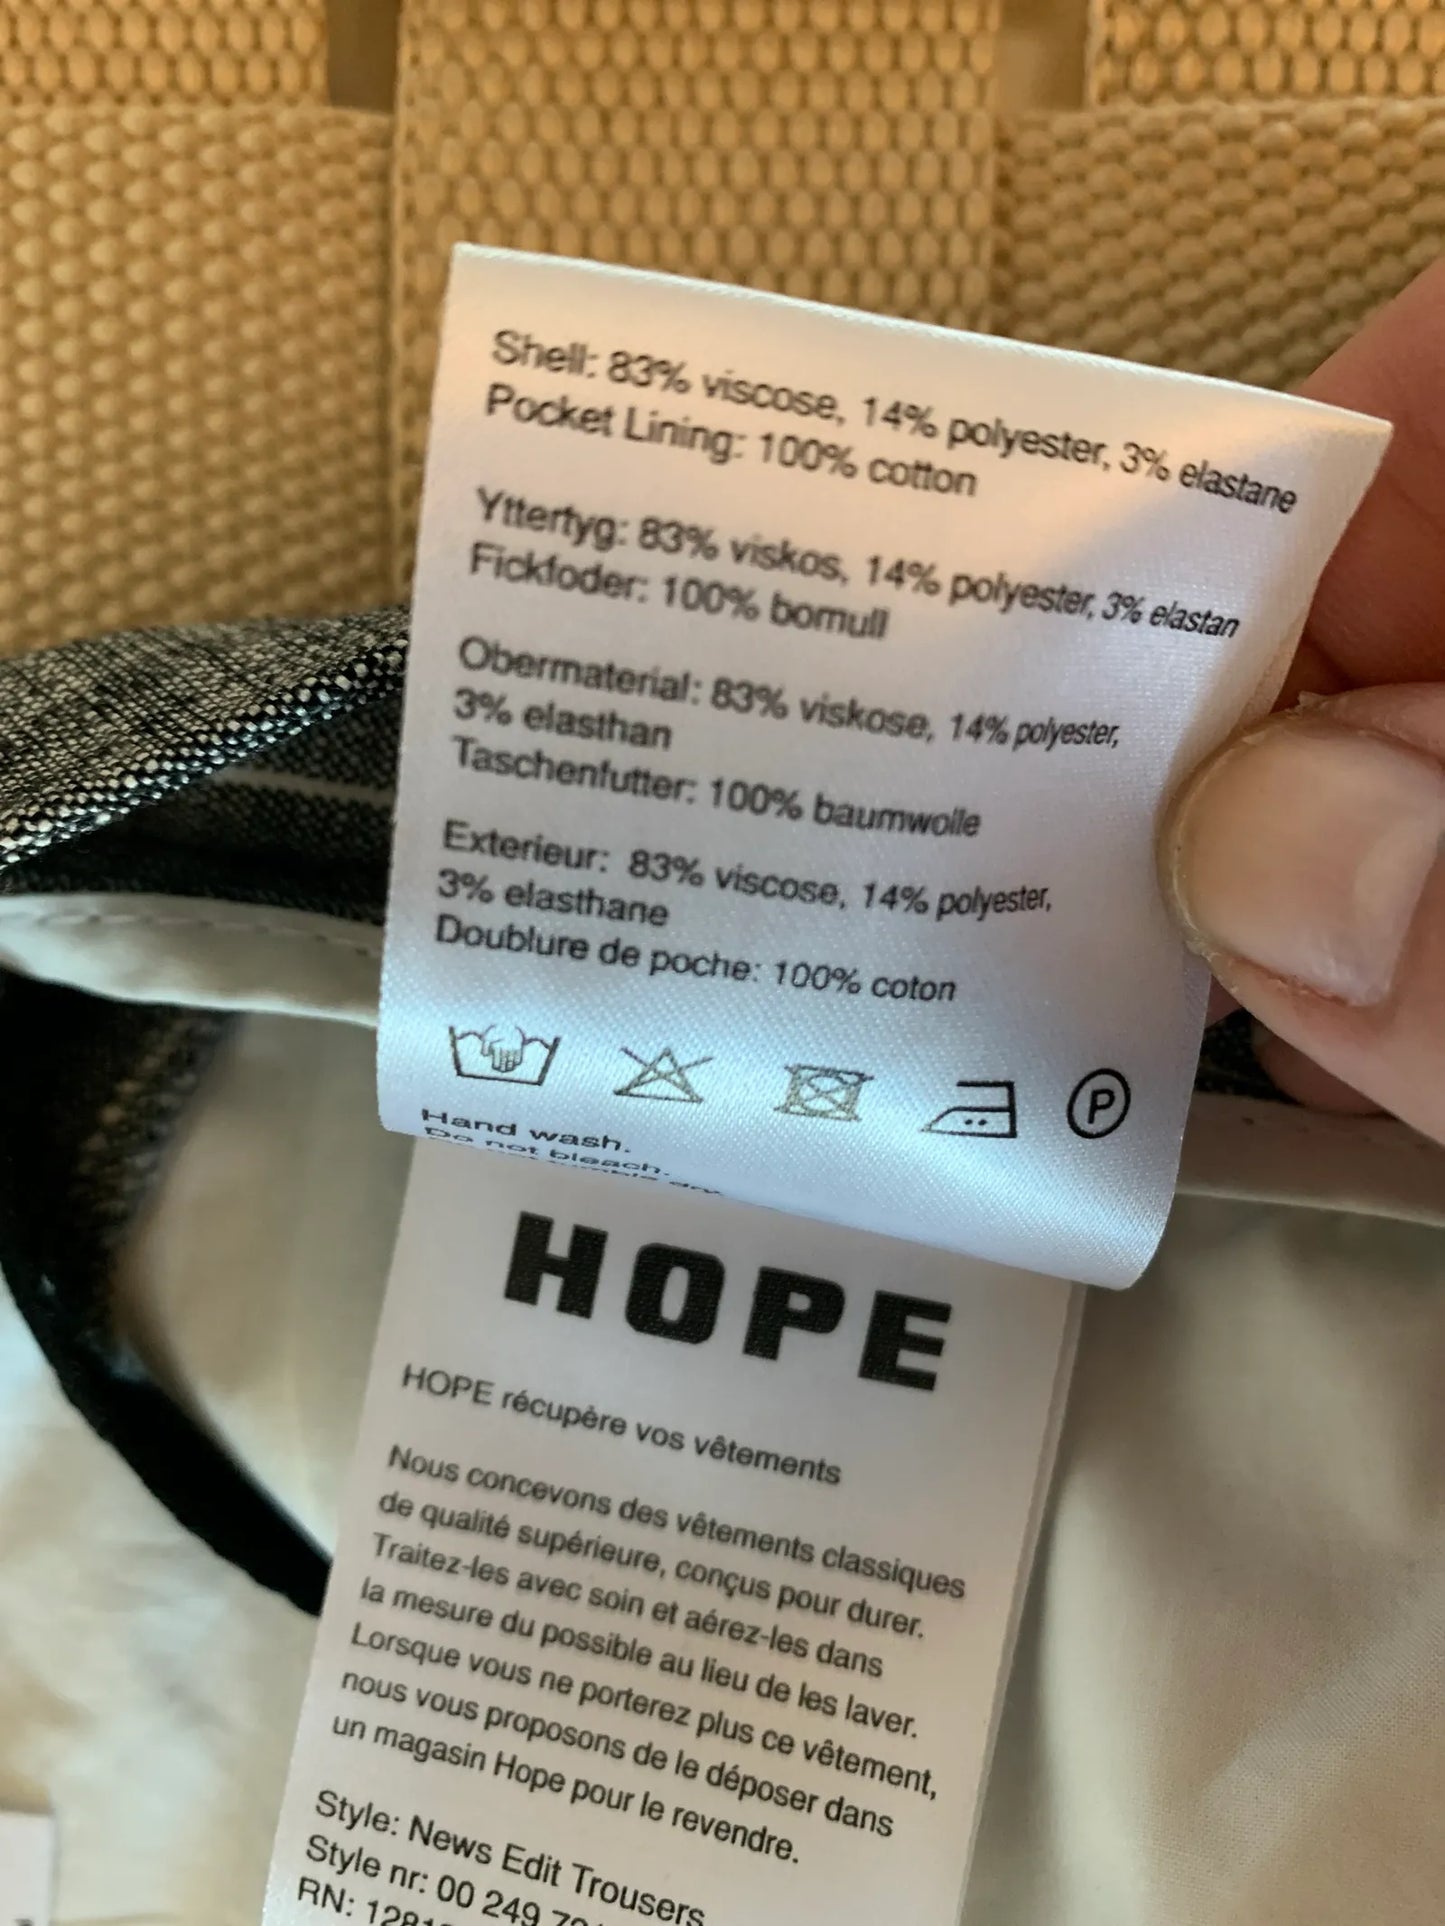 Shell: 83% viscose, 14% polyester, 3% elastane
Pocket Lining: 100% cotton
Yttertyg: 83% viskos, 14% polyester, 3% elastan
Fickfoder: 100% bomull
Obermaterial: 83% viskose, 14% polyester,
3% elasthan
Taschenfutter: 100% baumwolle
Exterieur: 83% viscose, 14% polyester,
3% elasthane
Doublure de poche: 100% coton
P
Hand wash.
Do not bleach.
tumble dry
HOPE
HOPE récupère vos vêtements
Nous concevons des vêtements classiques
de qualité supérieure, conçus pour durer.
Traitez-les avec soin et aérez-les dans
la mesure du possible au lieu de les laver.
Lorsque vous ne porterez plus ce vêtement,
nous vous proposons de le déposer dans
un magasin Hope pour le revendre.
Style: News Edit Trousers
Style nr: 00 249
RN: